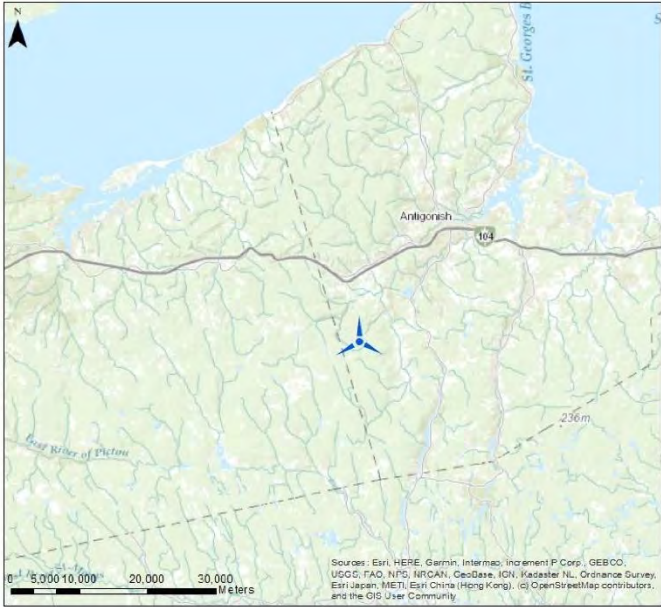 N
St. Georges B
S
Antigonish
104
236m
East River of Pictou
0 5,000 10,000 20,000 30,000
Meters
Sources: Esri, HERE, Garmin, Intermap, increment P Corp., GEBCO,
USGS, FAO, NPS, NRCAN, GeoBase, IGN, Kadaster NL, Ordnance Survey,
Esri Japan, METI, Esri China (Hong Kong), (c) OpenStreetMap contributors,
and the GIS User Community